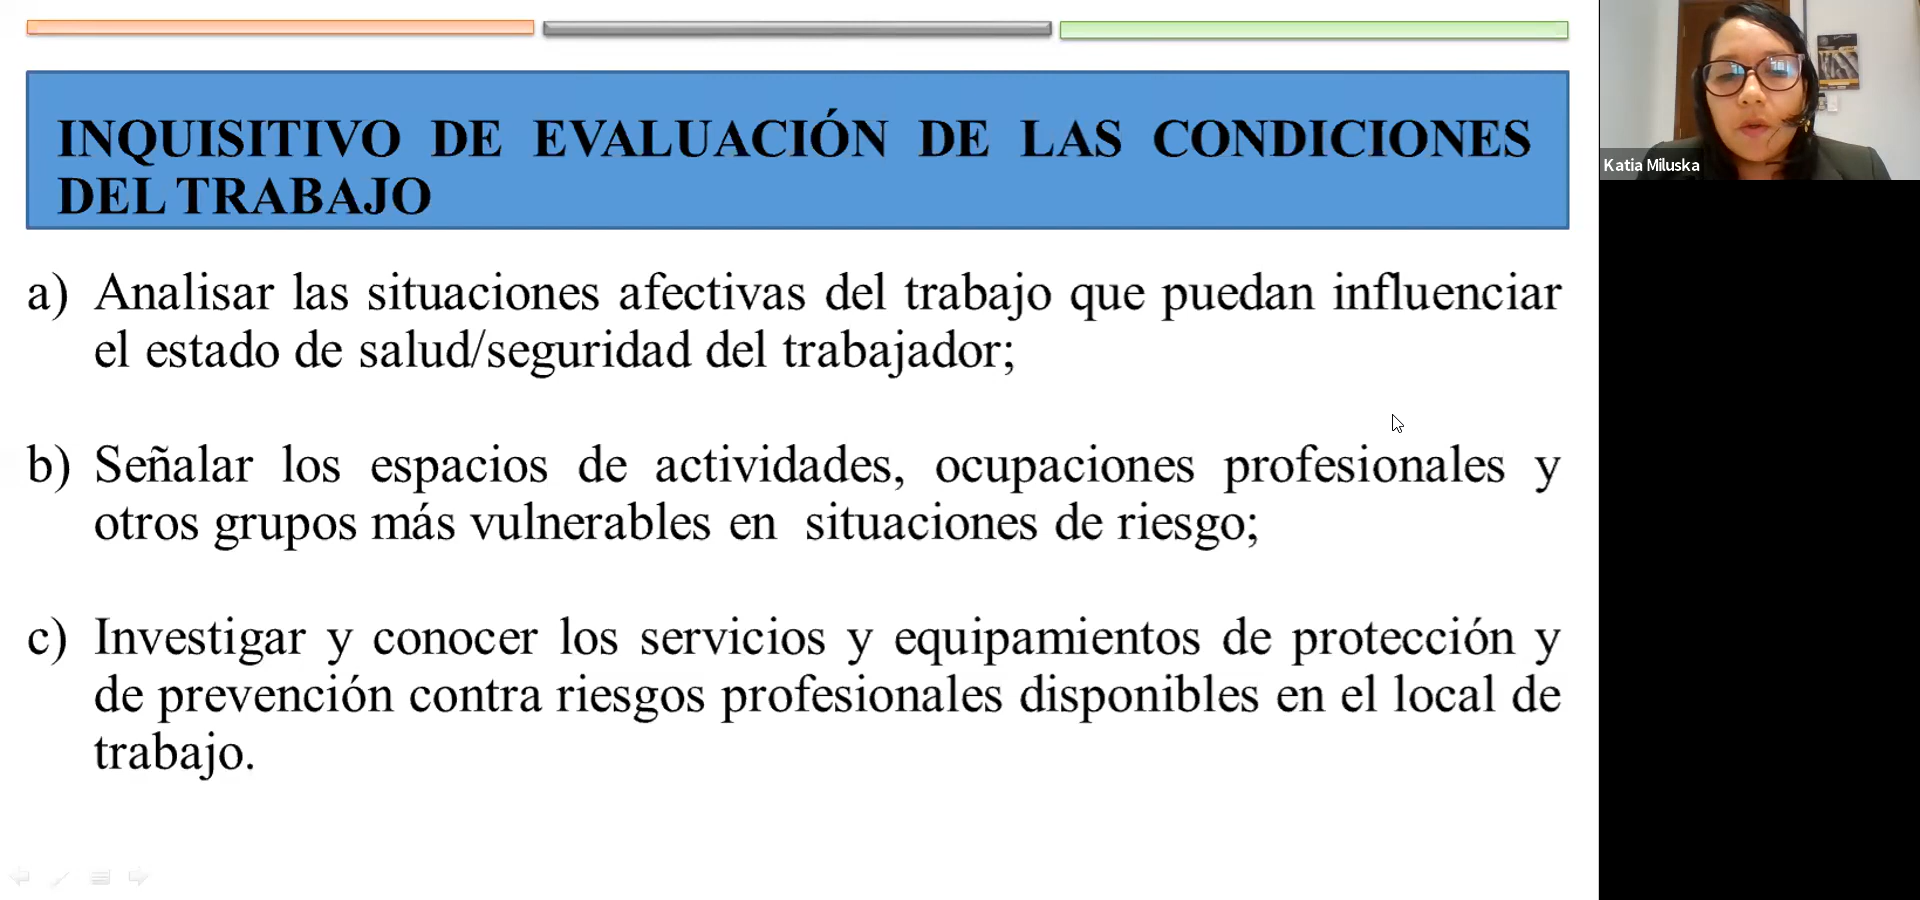 INQUISITIVO DE EVALUACIÓN DE LAS CONDICIONES
DEL TRABAJO
a) Analisar las situaciones afectivas del trabajo que puedan influenciar
el estado de salud/seguridad del trabajador;
b) Señalar los espacios de actividades, ocupaciones profesionales y
otros grupos más vulnerables en situaciones de riesgo;
c) Investigar y conocer los servicios y equipamientos de protección y
de prevención contra riesgos profesionales disponibles en el local de
trabajo.
Katia Miluska